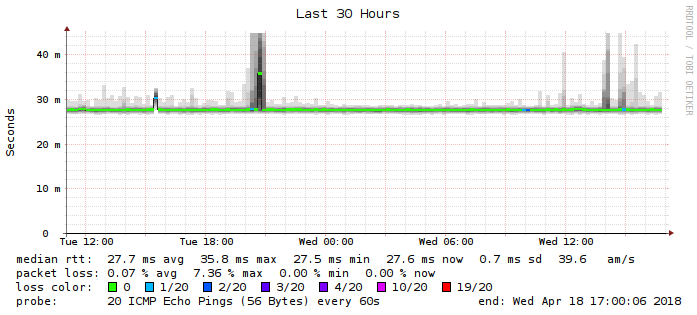 Last 30 Hours
RRDTOOL / TOBI OETIKER
Seconds
40 m
30 m
20 m
10 m
0
Tue 12:00 Tue 18:00 Wed 00:00 Wed 06:00 Wed 12:00
median rtt: 27.7 ms avg 35.8 ms max 27.5 ms min 27.6 ms now 0.7 ms sd 39.6 am/s
packet loss: 0.07 % avg 7.36 % max 0.00 % min 0.00 % now
loss color: 0 1/20 2/20 3/20 4/20 10/20 19/20
probe: 20 ICMP Echo Pings (56 Bytes) every 60s end: Wed Apr 18 17:00:06 2018